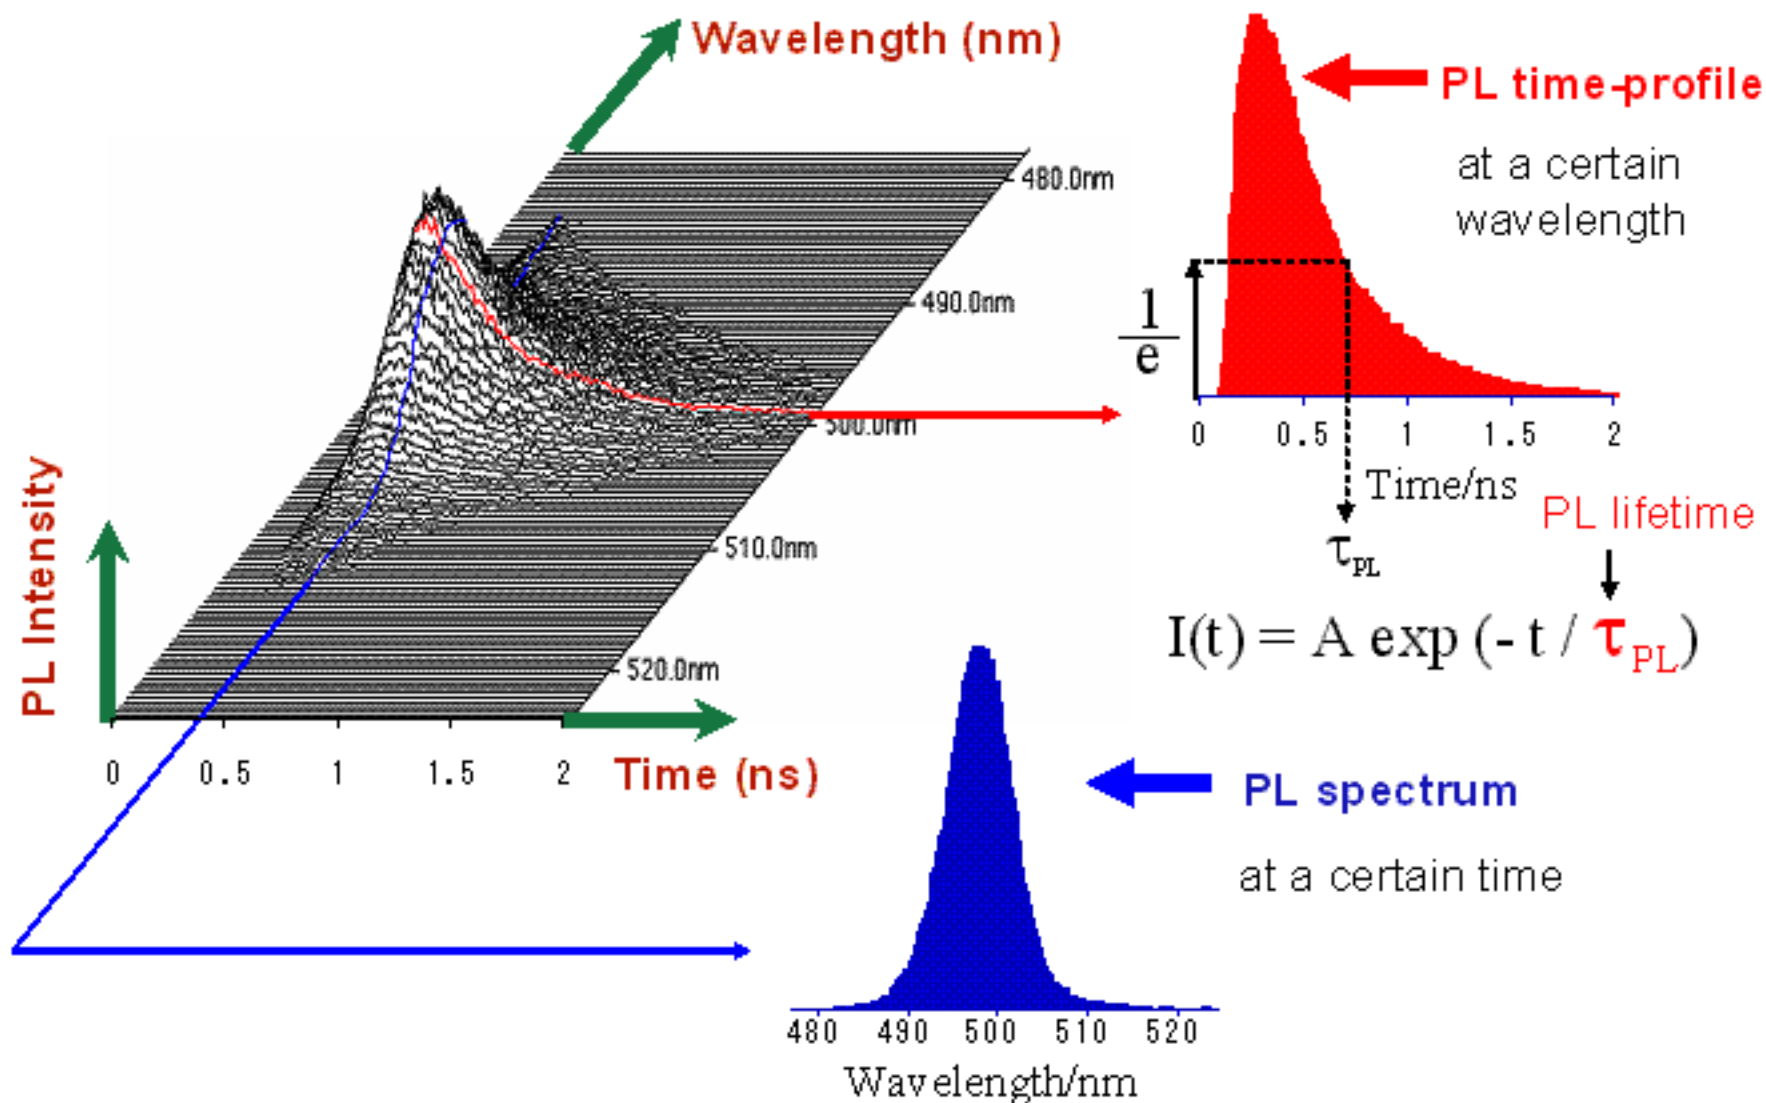 Wavelength (nm)
PL time-profile
at a certain
wavelength
480.0nm
490.0nm
500.0nm
510.0nm
520.0nm
1
e
0 0.5 1 1.5 2
Time/ns
τPL
PL lifetime
I(t) = A exp (- t / τPL)
PL Intensity
0 0.5 1 1.5 2
Time (ns)
PL spectrum
at a certain time
480 490 500 510 520
Wavelength/nm